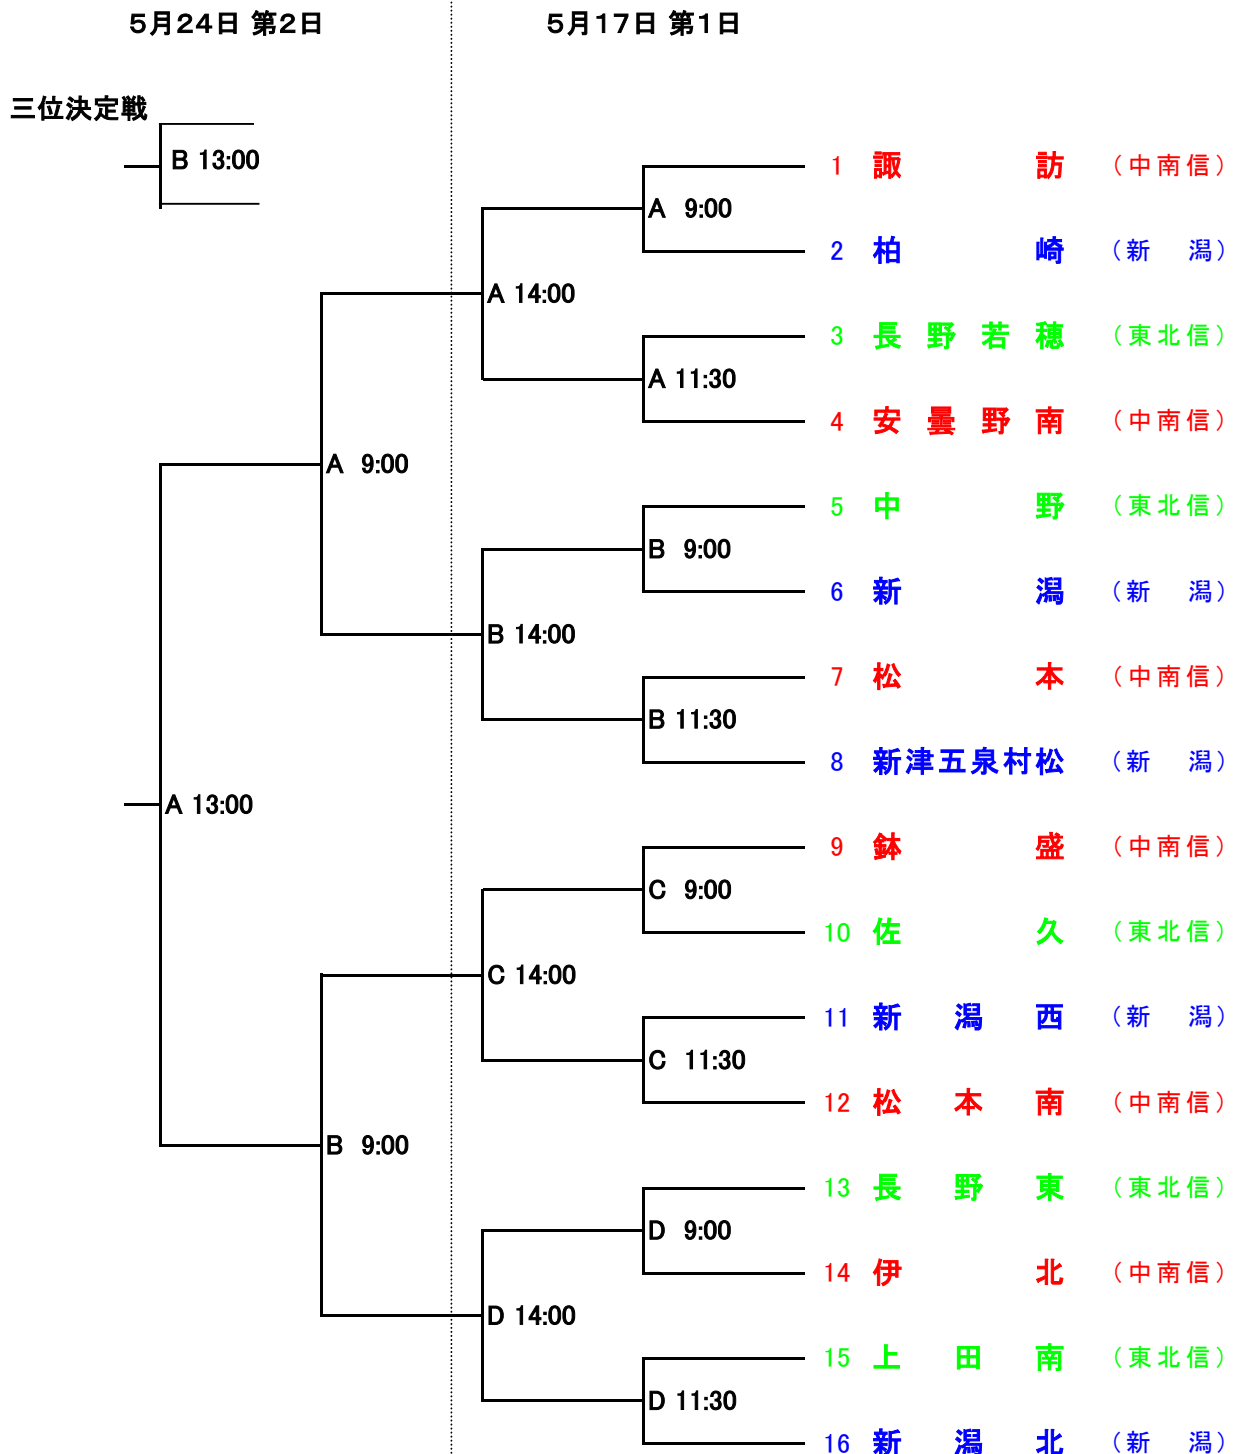 5月24日 第2日 5月17日 第1日
三位決定戦
B 13:00
1 諏訪 （中南信）
A 9:00
2 柏崎 （新潟）
A 14:00
3 長野若穂 （東北信）
A 11:30
4 安曇野南 （中南信）
A 9:00
5 中野 （東北信）
B 9:00
6 新潟 （新潟）
B 14:00
7 松本 （中南信）
B 11:30
8 新津五泉村松 （新潟）
A 13:00
9 鉢盛 （中南信）
C 9:00
10 佐久 （東北信）
C 14:00
11 新潟西 （新潟）
C 11:30
12 松本南 （中南信）
B 9:00
13 長野東 （東北信）
D 9:00
14 伊北 （中南信）
D 14:00
15 上田南 （東北信）
D 11:30
16 新潟北 （新潟）